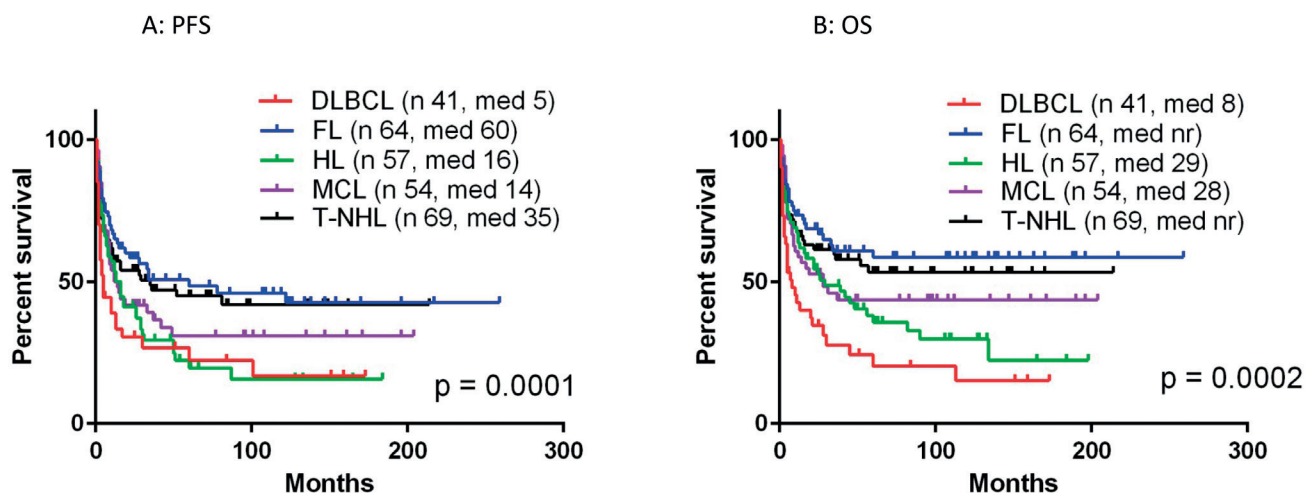 A: PFS
DLBCL (n 41, med 5)
FL (n 64, med 60)
HL (n 57, med 16)
MCL (n 54, med 14)
T-NHL (n 69, med 35)
Percent survival
100
50
0
p = 0.0001
0 100 200 300
Months
B: OS
DLBCL (n 41, med 8)
FL (n 64, med nr)
HL (n 57, med 29)
MCL (n 54, med 28)
T-NHL (n 69, med nr)
Percent survival
100
50
0
p = 0.0002
0 100 200 300
Months